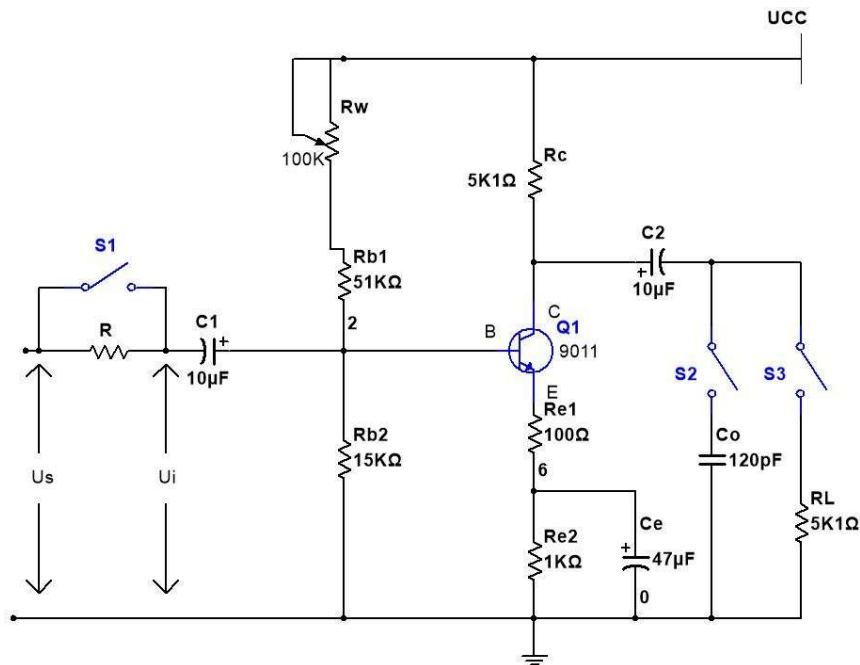 UCC
Rw
100K
Rc
5K1Ω
S1
Rb1
51KΩ
C2
10µF
R
C1
10µF
2
B
C
Q1
9011
E
S2
S3
Re1
100Ω
Rb2
15KΩ
Co
120pF
Us
Ui
6
RL
5K1Ω
Re2
1KΩ
Ce
47µF
0